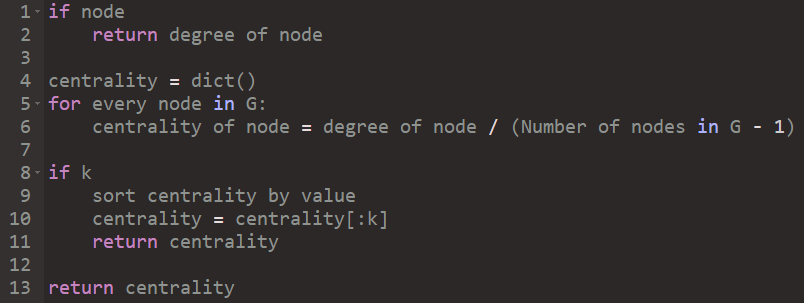 1 if node
2     return degree of node
3
4 centrality = dict()
5 for every node in G:
6     centrality of node = degree of node / (Number of nodes in G - 1)
7
8 if k
9     sort centrality by value
10     centrality = centrality[:k]
11     return centrality
12
13 return centrality